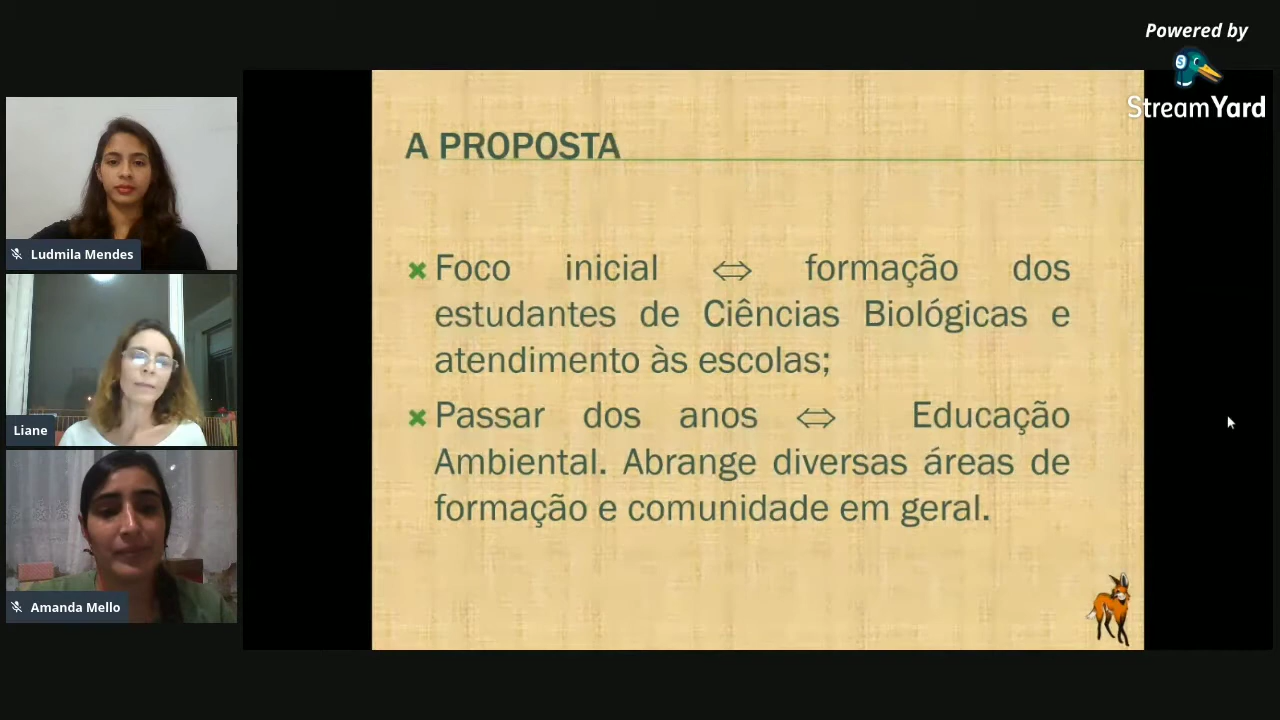 Powered by
StreamYard
Ludmila Mendes
Liane
Amanda Mello
A PROPOSTA
Foco inicial ⇔ formação dos
estudantes de Ciências Biológicas e
atendimento às escolas;
Passar dos anos ⇔ Educação
Ambiental. Abrange diversas áreas de
formação e comunidade em geral.